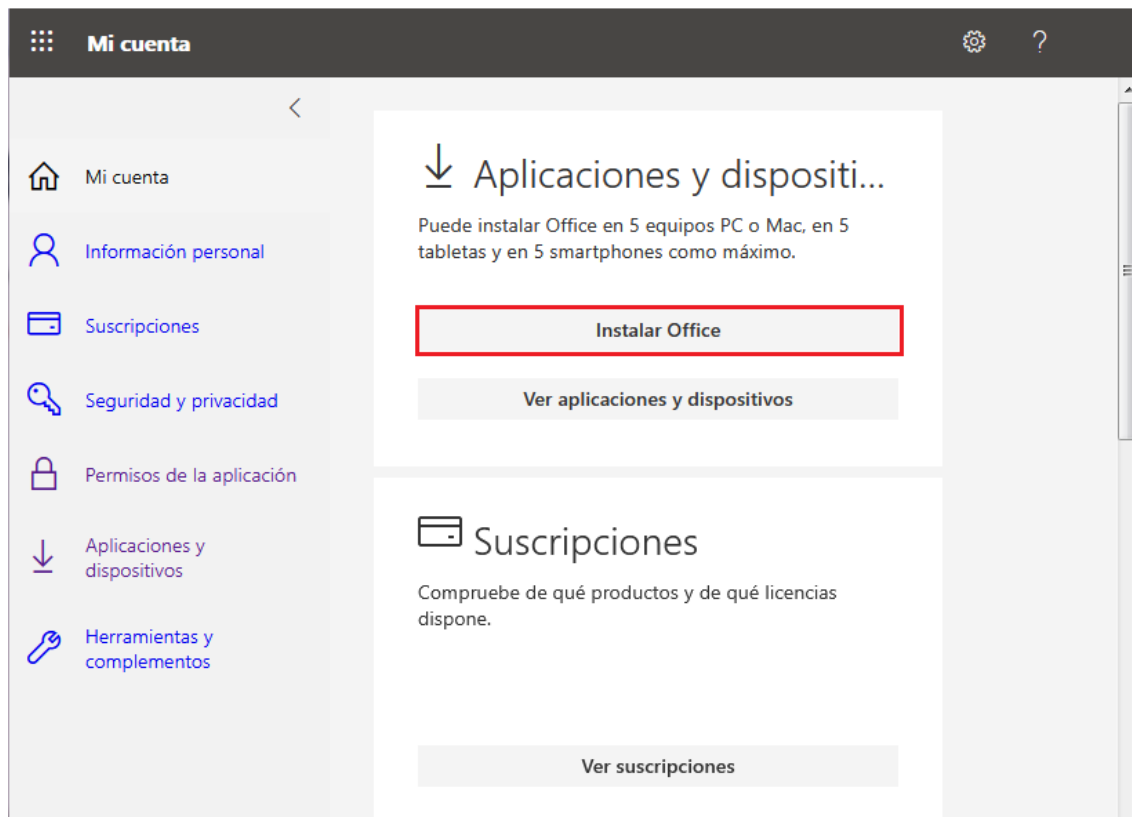 Mi cuenta
Mi cuenta
Información personal
Suscripciones
Seguridad y privacidad
Permisos de la aplicación
Aplicaciones y
dispositivos
Herramientas y
complementos
Aplicaciones y dispositi...
Puede instalar Office en 5 equipos PC o Mac, en 5
tabletas y en 5 smartphones como máximo.
Instalar Office
Ver aplicaciones y dispositivos
Suscripciones
Compruebe de qué productos y de qué licencias
dispone.
Ver suscripciones